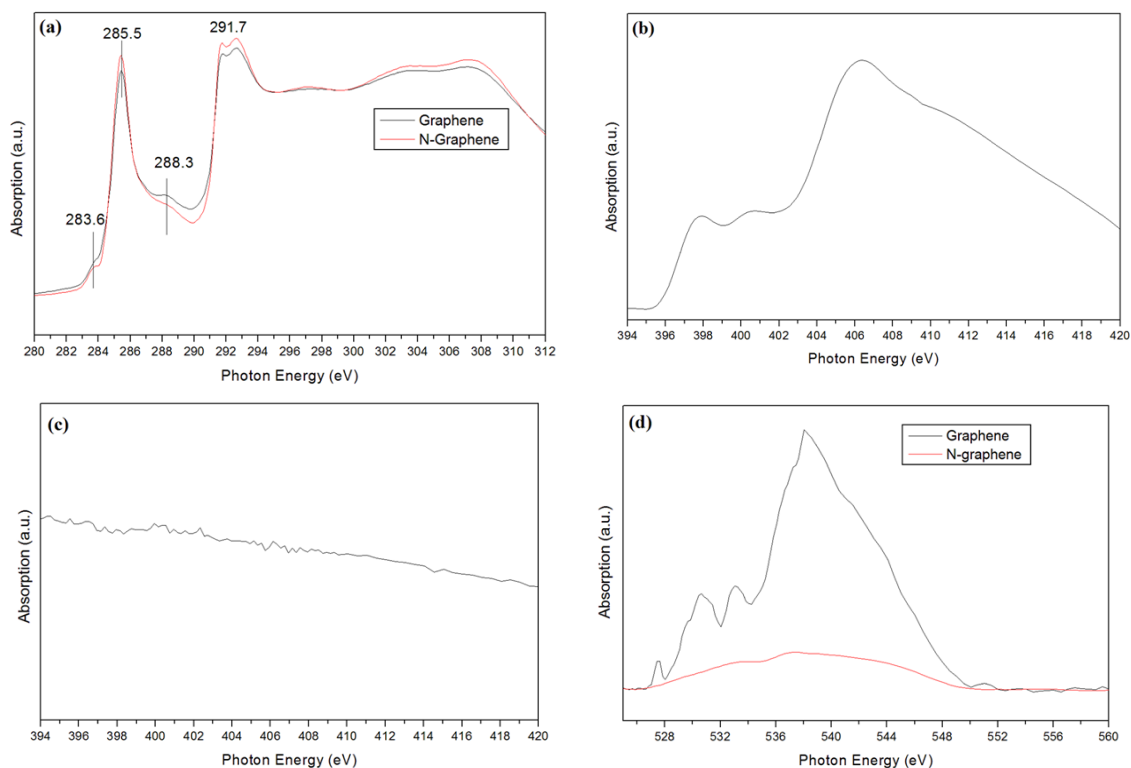 (a)
285.5
291.7
283.6
288.3
Graphene
N-Graphene
Absorption (a.u.)
280 282 284 286 288 290 292 294 296 298 300 302 304 306 308 310 312
Photon Energy (eV)
(b)
Absorption (a.u.)
394 396 398 400 402 404 406 408 410 412 414 416 418 420
Photon Energy (eV)
(c)
Absorption (a.u.)
394 396 398 400 402 404 406 408 410 412 414 416 418 420
Photon Energy (eV)
(d)
Graphene
N-graphene
Absorption (a.u.)
528 532 536 540 544 548 552 556 560
Photon Energy (eV)